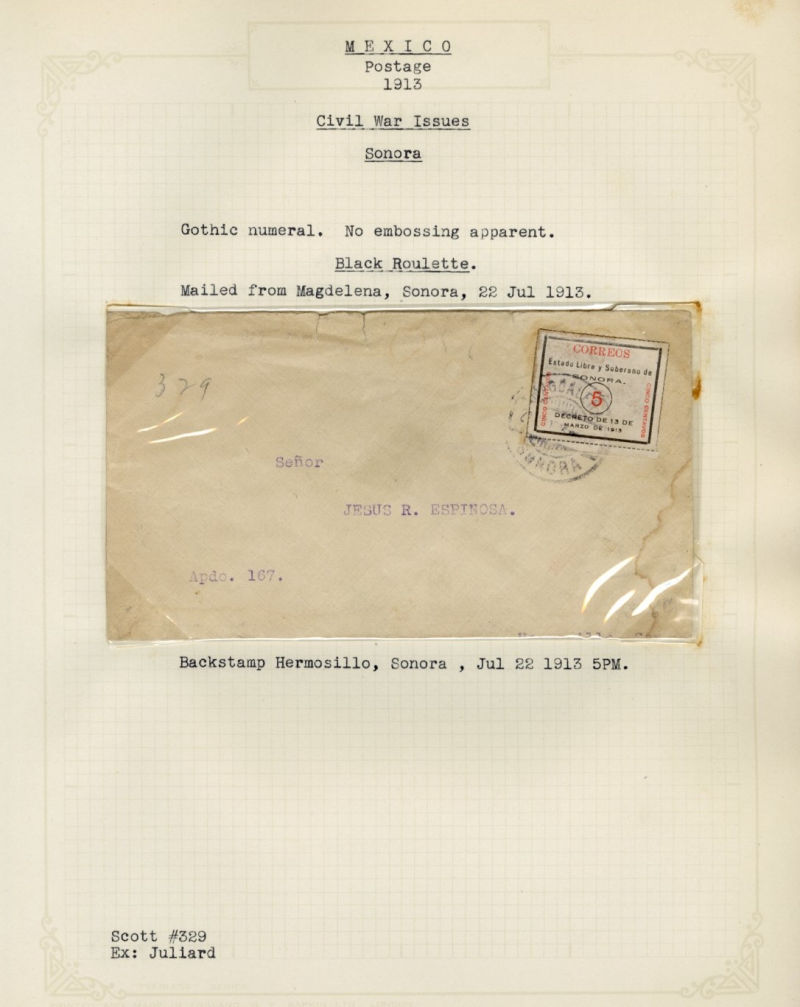 MEXICO
Postage
1913
Civil War Issues
Sonora
Gothic numeral. No embossing apparent.
Black Roulette.
Mailed from Magdelena, Sonora, 22 Jul 1913.
CORREOS
Estado Libre y Soberano de
SONORA.
5
DECRETO DE 13 DE
MARZO DE 1913
SONORA
329
Señor
JESUS R. ESPINOSA.
Apdo. 167.
Backstamp Hermosillo, Sonora , Jul 22 1913 5PM.
Scott #329
Ex: Juliard